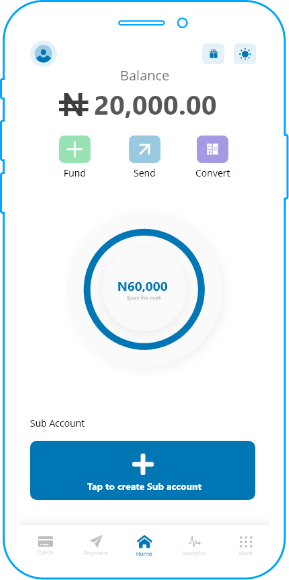 Balance
₦ 20,000.00
Fund Send Convert
N60,000
Spent this month
Sub Account
Tap to create Sub account
Cards Payment Home Analytics More